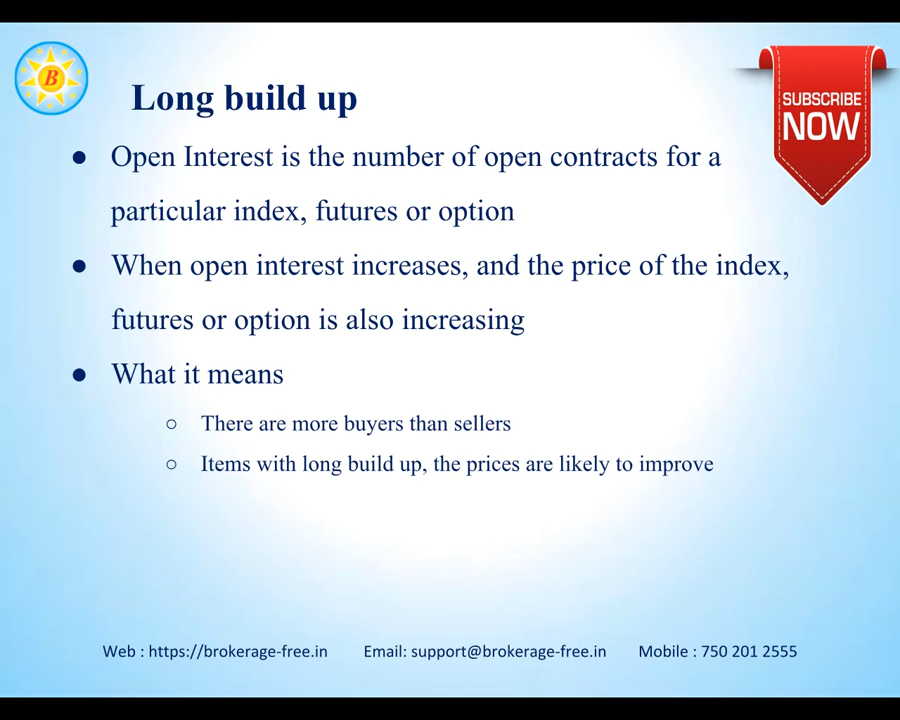 B
Long build up
SUBSCRIBE
NOW
● Open Interest is the number of open contracts for a
particular index, futures or option
● When open interest increases, and the price of the index,
futures or option is also increasing
● What it means
○ There are more buyers than sellers
○ Items with long build up, the prices are likely to improve
Web : https://brokerage-free.in Email: support@brokerage-free.in Mobile : 750 201 2555